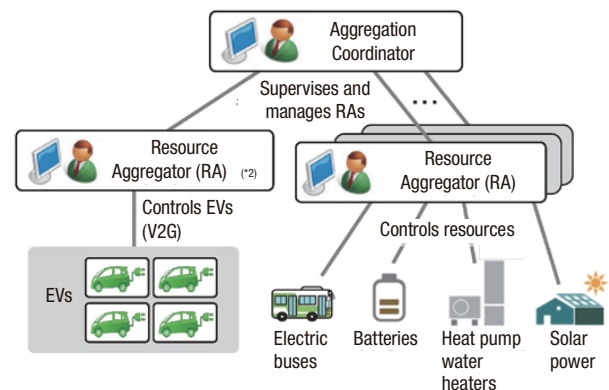 Aggregation
Coordinator
Supervises and
manages RAs
...
Resource
Aggregator (RA) (*2)
Resource
Aggregator (RA)
Controls EVs
(V2G)
Controls resources
EVs
Electric
buses
Batteries
Heat pump
water
heaters
Solar
power